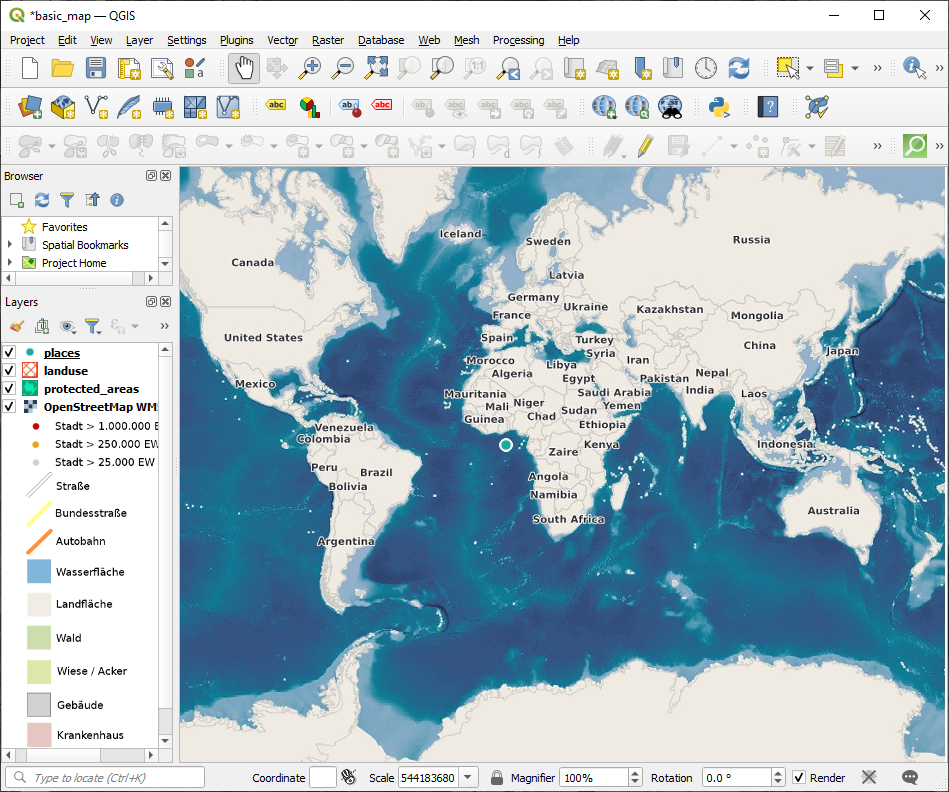 *basic_map — QGIS
Project Edit View Layer Settings Plugins Vector Raster Database Web Mesh Processing Help
Browser
Favorites
Spatial Bookmarks
Project Home
Layers
places
landuse
protected_areas
OpenStreetMap WM
Stadt > 1.000.000 E
Stadt > 250.000 EW
Stadt > 25.000 EW
Straße
Bundesstraße
Autobahn
Wasserfläche
Landfläche
Wald
Wiese / Acker
Gebäude
Krankenhaus
Iceland
Sweden
Russia
Canada
Latvia
Germany
Ukraine
France
Kazakhstan
Mongolia
United States
Spain
Turkey
China
Japan
Syria
Morocco
Libya
Iran
Algeria
Nepal
Egypt
Pakistan
Mexico
Saudi Arabia
India
Laos
Mauritania
Niger
Mali
Yemen
Sudan
Chad
Guinea
Ethiopia
Venezuela
Colombia
Kenya
Indonesia
Zaire
Peru
Brazil
Angola
Bolivia
Namibia
Australia
South Africa
Argentina
Type to locate (Ctrl+K)
Coordinate
Scale 544183680
Magnifier 100%
Rotation 0.0 °
Render